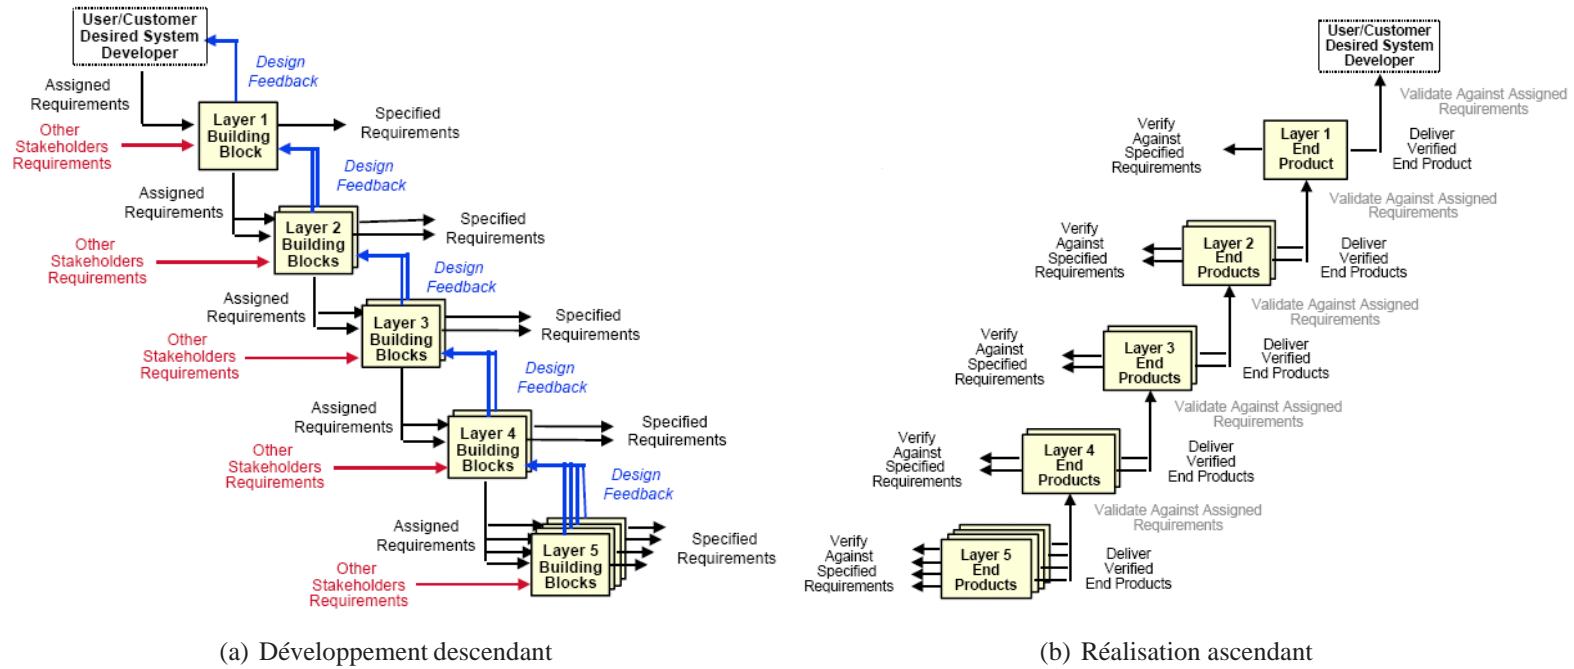 User/Customer
Desired System
Developer
Design
Feedback
Assigned
Requirements
Other
Stakeholders
Requirements
Layer 1
Building
Block
Specified
Requirements
Design
Feedback
Assigned
Requirements
Other
Stakeholders
Requirements
Layer 2
Building
Blocks
Specified
Requirements
Design
Feedback
Assigned
Requirements
Other
Stakeholders
Requirements
Layer 3
Building
Blocks
Specified
Requirements
Design
Feedback
Assigned
Requirements
Other
Stakeholders
Requirements
Layer 4
Building
Blocks
Specified
Requirements
Design
Feedback
Assigned
Requirements
Other
Stakeholders
Requirements
Layer 5
Building
Blocks
Specified
Requirements
(a) Développement descendant
User/Customer
Desired System
Developer
Validate Against Assigned
Requirements
Verify
Against
Specified
Requirements
Layer 1
End
Product
Deliver
Verified
End Product
Validate Against Assigned
Requirements
Verify
Against
Specified
Requirements
Layer 2
End
Products
Deliver
Verified
End Products
Validate Against Assigned
Requirements
Verify
Against
Specified
Requirements
Layer 3
End
Products
Deliver
Verified
End Products
Validate Against Assigned
Requirements
Verify
Against
Specified
Requirements
Layer 4
End
Products
Deliver
Verified
End Products
Validate Against Assigned
Requirements
Verify
Against
Specified
Requirements
Layer 5
End
Products
Deliver
Verified
End Products
(b) Réalisation ascendant